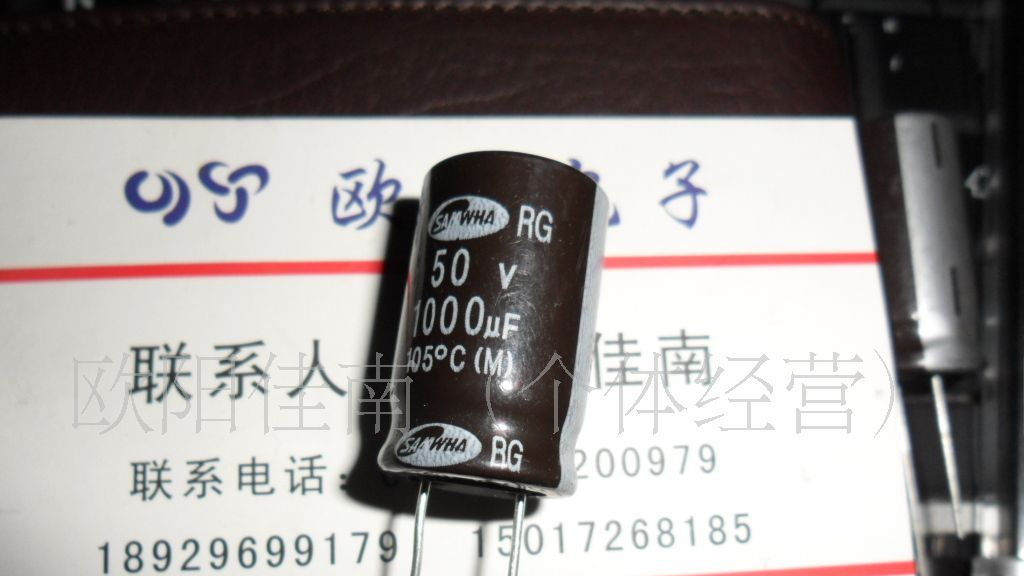 欧 电子
SAMWHA RG
50 V
1000µF
105°C (M)
联系人 佳南
欧阳佳南（个体经营）
SAMWHA RG
联系电话: 200979
18929699179 15017268185